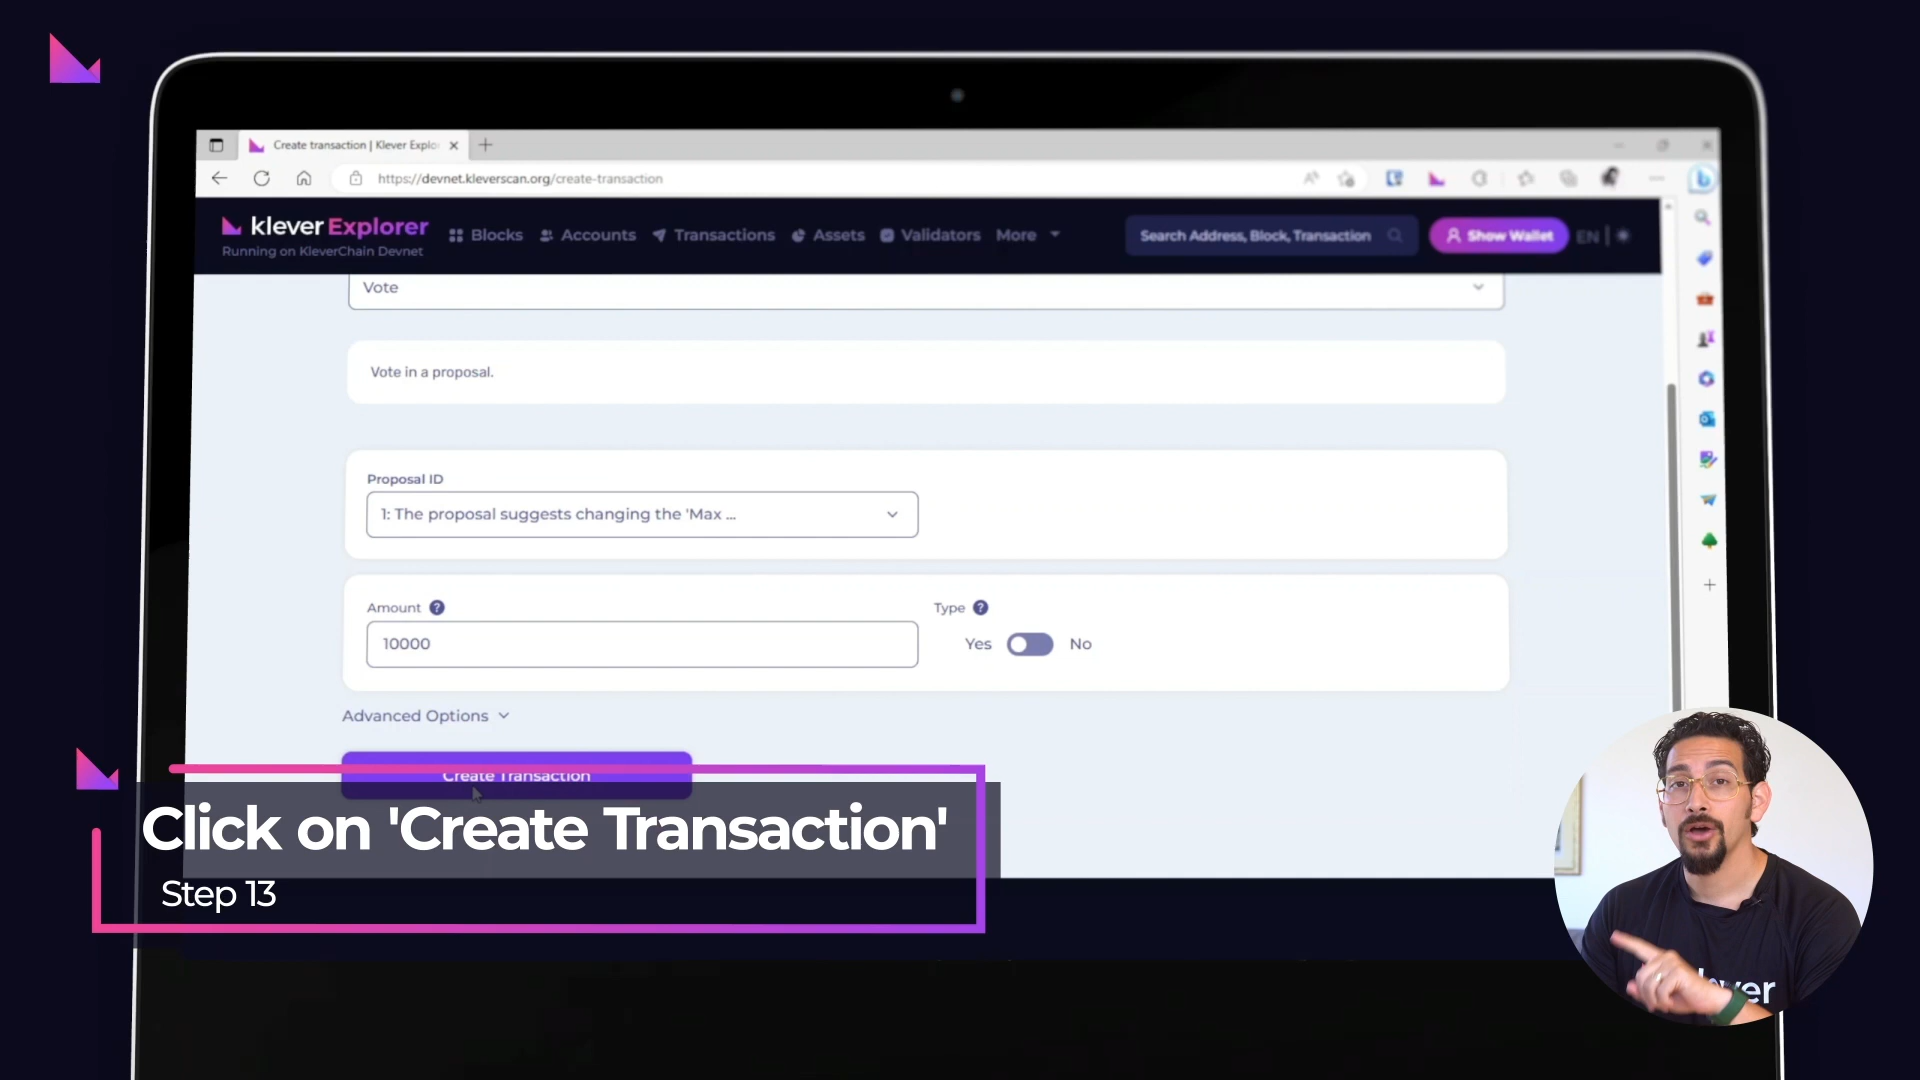 Create transaction | Klever Explo
https://devnet.kleverscan.org/create-transaction
klever Explorer
Running on KleverChain Devnet
Blocks
Accounts
Transactions
Assets
Validators
More
Search Address, Block, Transaction
Show Wallet
EN
Vote
Vote in a proposal.
Proposal ID
1: The proposal suggests changing the 'Max ...
Amount ?
Type ?
10000
Yes
No
Advanced Options
Create Transaction
Click on 'Create Transaction'
Step 13